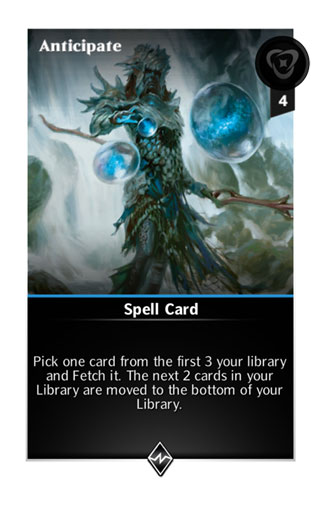 Anticipate
4
Spell Card
Pick one card from the first 3 your library
and Fetch it. The next 2 cards in your
Library are moved to the bottom of your
Library.